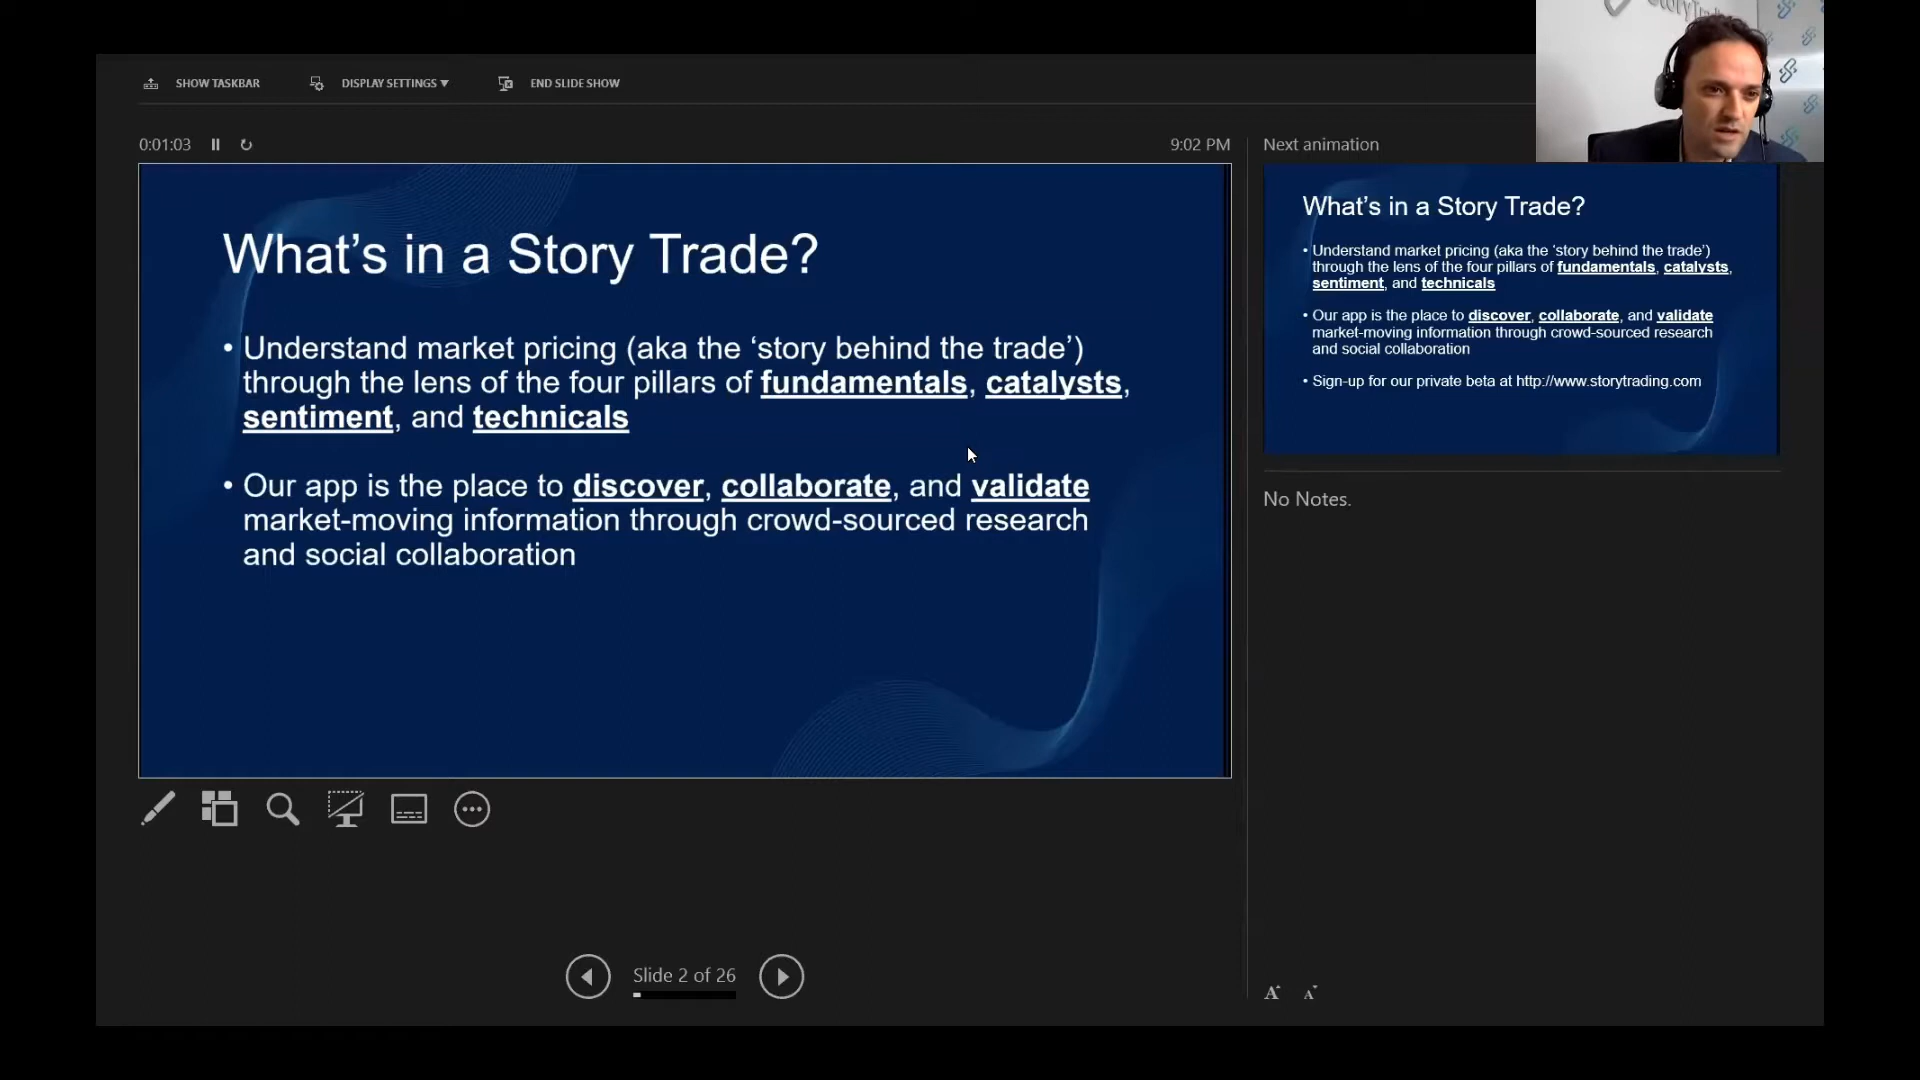 StoryTrad
SHOW TASKBAR
DISPLAY SETTINGS
END SLIDE SHOW
0:01:03
9:02 PM
What’s in a Story Trade?
• Understand market pricing (aka the ‘story behind the trade’)
through the lens of the four pillars of fundamentals, catalysts,
sentiment, and technicals
• Our app is the place to discover, collaborate, and validate
market-moving information through crowd-sourced research
and social collaboration
Slide 2 of 26
Next animation
What’s in a Story Trade?
• Understand market pricing (aka the ‘story behind the trade’)
through the lens of the four pillars of fundamentals, catalysts,
sentiment, and technicals
• Our app is the place to discover, collaborate, and validate
market-moving information through crowd-sourced research
and social collaboration
• Sign-up for our private beta at http://www.storytrading.com
No Notes.
A A